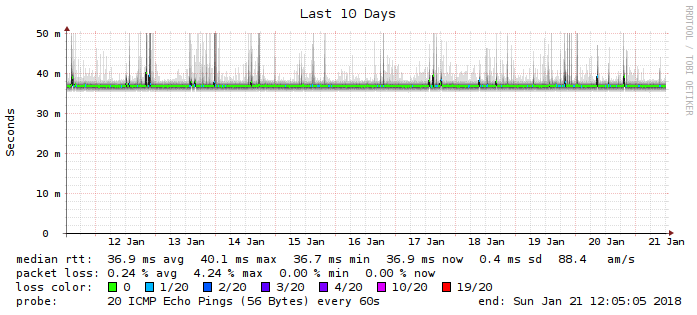 Last 10 Days
RRDTOOL / TOBI OETIKER
Seconds
50 m
40 m
30 m
20 m
10 m
0
12 Jan 13 Jan 14 Jan 15 Jan 16 Jan 17 Jan 18 Jan 19 Jan 20 Jan 21 Jan
median rtt: 36.9 ms avg 40.1 ms max 36.7 ms min 36.9 ms now 0.4 ms sd 88.4 am/s
packet loss: 0.24 % avg 4.24 % max 0.00 % min 0.00 % now
loss color: 0 1/20 2/20 3/20 4/20 10/20 19/20
probe: 20 ICMP Echo Pings (56 Bytes) every 60s end: Sun Jan 21 12:05:05 2018